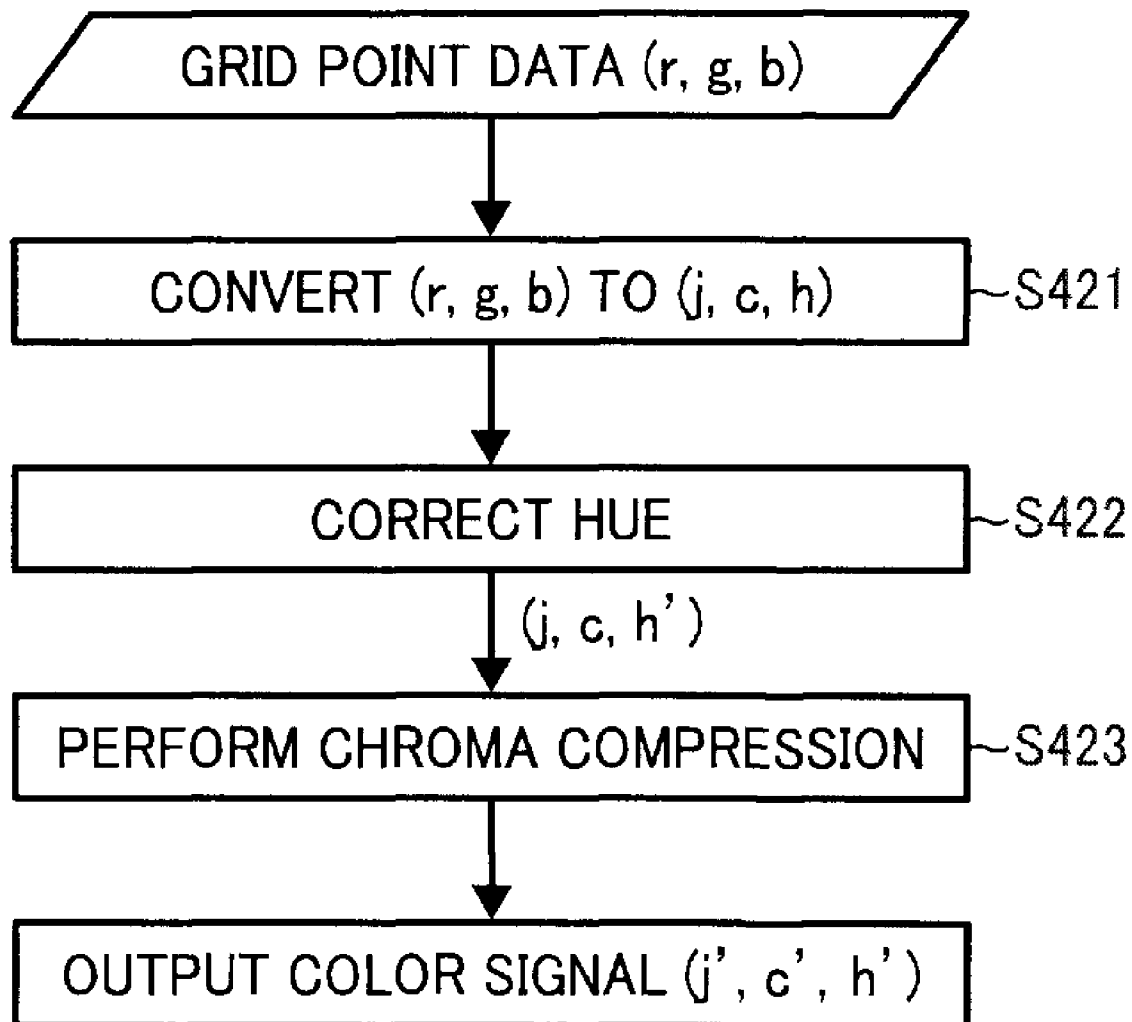 GRID POINT DATA (r, g, b)
CONVERT (r, g, b) TO (j, c, h)
S421
CORRECT HUE
S422
(j, c, h')
PERFORM CHROMA COMPRESSION
S423
OUTPUT COLOR SIGNAL (j', c', h')